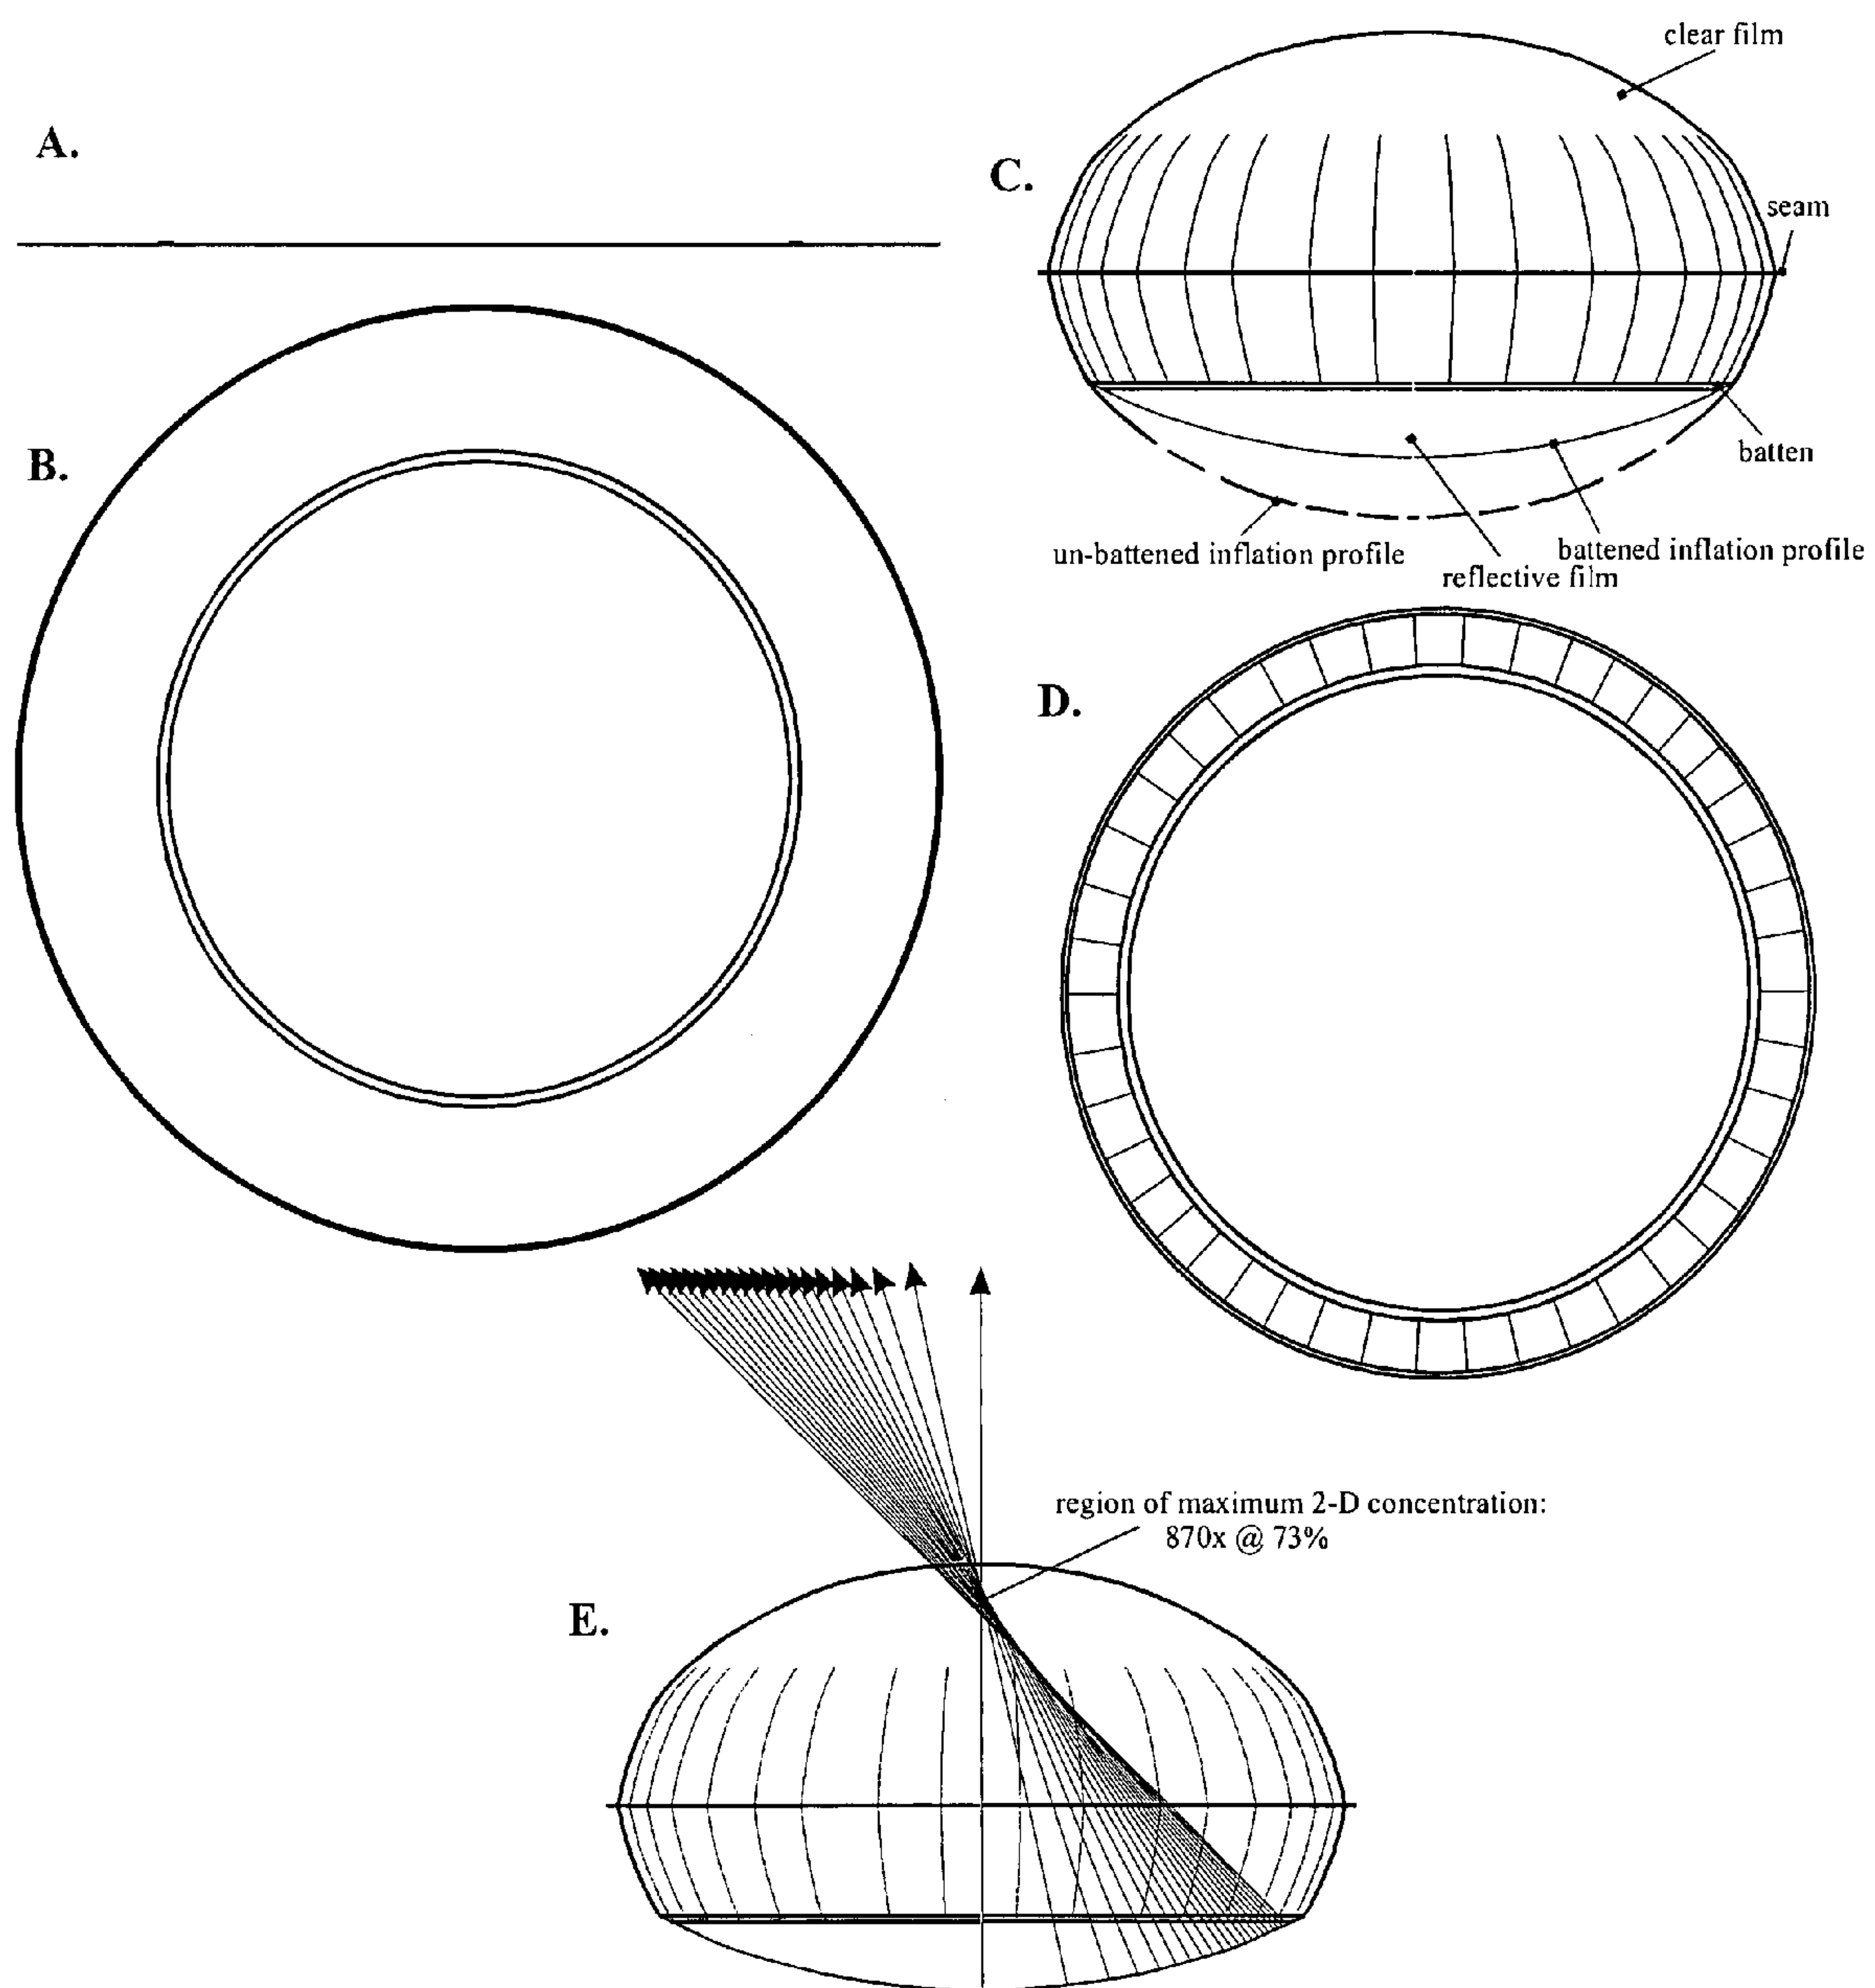 A.
B.
C.
clear film
seam
batten
un-battened inflation profile
battened inflation profile
reflective film
D.
region of maximum 2-D concentration:
870x @ 73%
E.